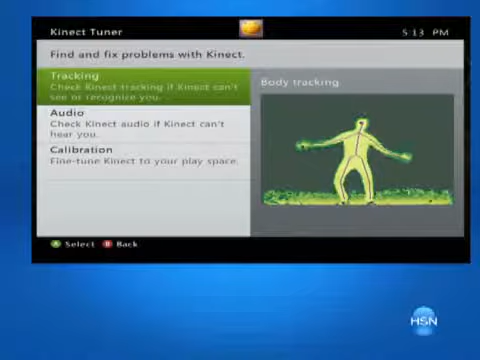 Kinect Tuner
5:13 PM
Find and fix problems with Kinect.
Tracking
Check Kinect tracking if Kinect can't
see or recognize you.
Body tracking
Audio
Check Kinect audio if Kinect can't
hear you.
Calibration
Fine-tune Kinect to your play space.
A Select B Back
HSN